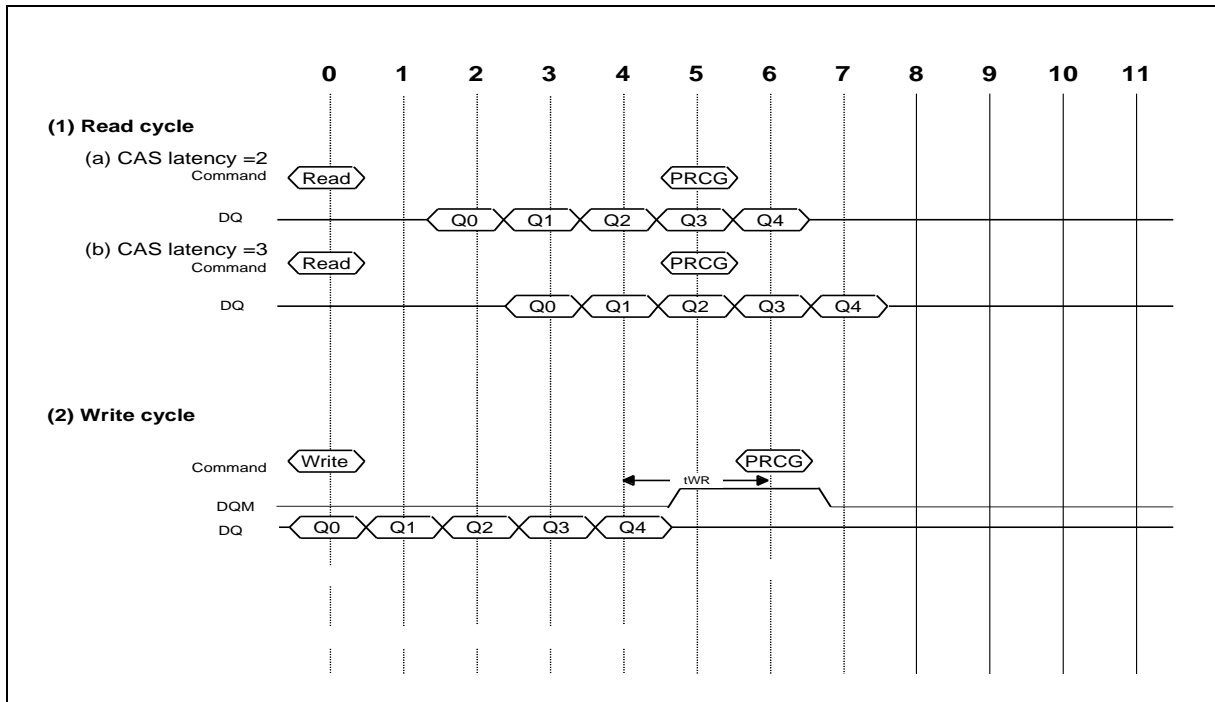 0 1 2 3 4 5 6 7 8 9 10 11
(1) Read cycle
(a) CAS latency =2
Command Read PRCG
DQ Q0 Q1 Q2 Q3 Q4
(b) CAS latency =3
Command Read PRCG
DQ Q0 Q1 Q2 Q3 Q4
(2) Write cycle
Command Write PRCG
tWR
DQM
DQ Q0 Q1 Q2 Q3 Q4